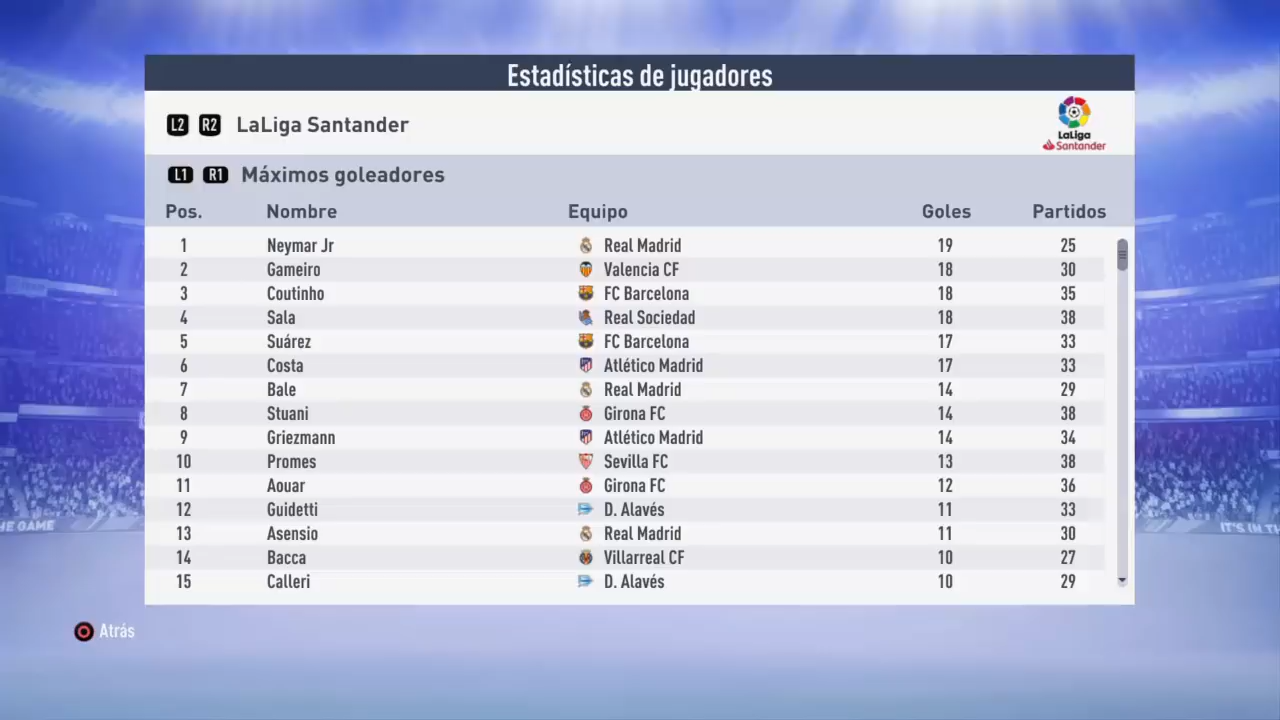 Estadísticas de jugadores
L2 R2 LaLiga Santander
LaLiga
Santander
L1 R1 Máximos goleadores
Pos. Nombre Equipo Goles Partidos
1 Neymar Jr Real Madrid 19 25
2 Gameiro Valencia CF 18 30
3 Coutinho FC Barcelona 18 35
4 Sala Real Sociedad 18 38
5 Suárez FC Barcelona 17 33
6 Costa Atlético Madrid 17 33
7 Bale Real Madrid 14 29
8 Stuani Girona FC 14 38
9 Griezmann Atlético Madrid 14 34
10 Promes Sevilla FC 13 38
11 Aouar Girona FC 12 36
12 Guidetti D. Alavés 11 33
13 Asensio Real Madrid 11 30
14 Bacca Villarreal CF 10 27
15 Calleri D. Alavés 10 29
HE GAME
IT'S IN TH
Atrás